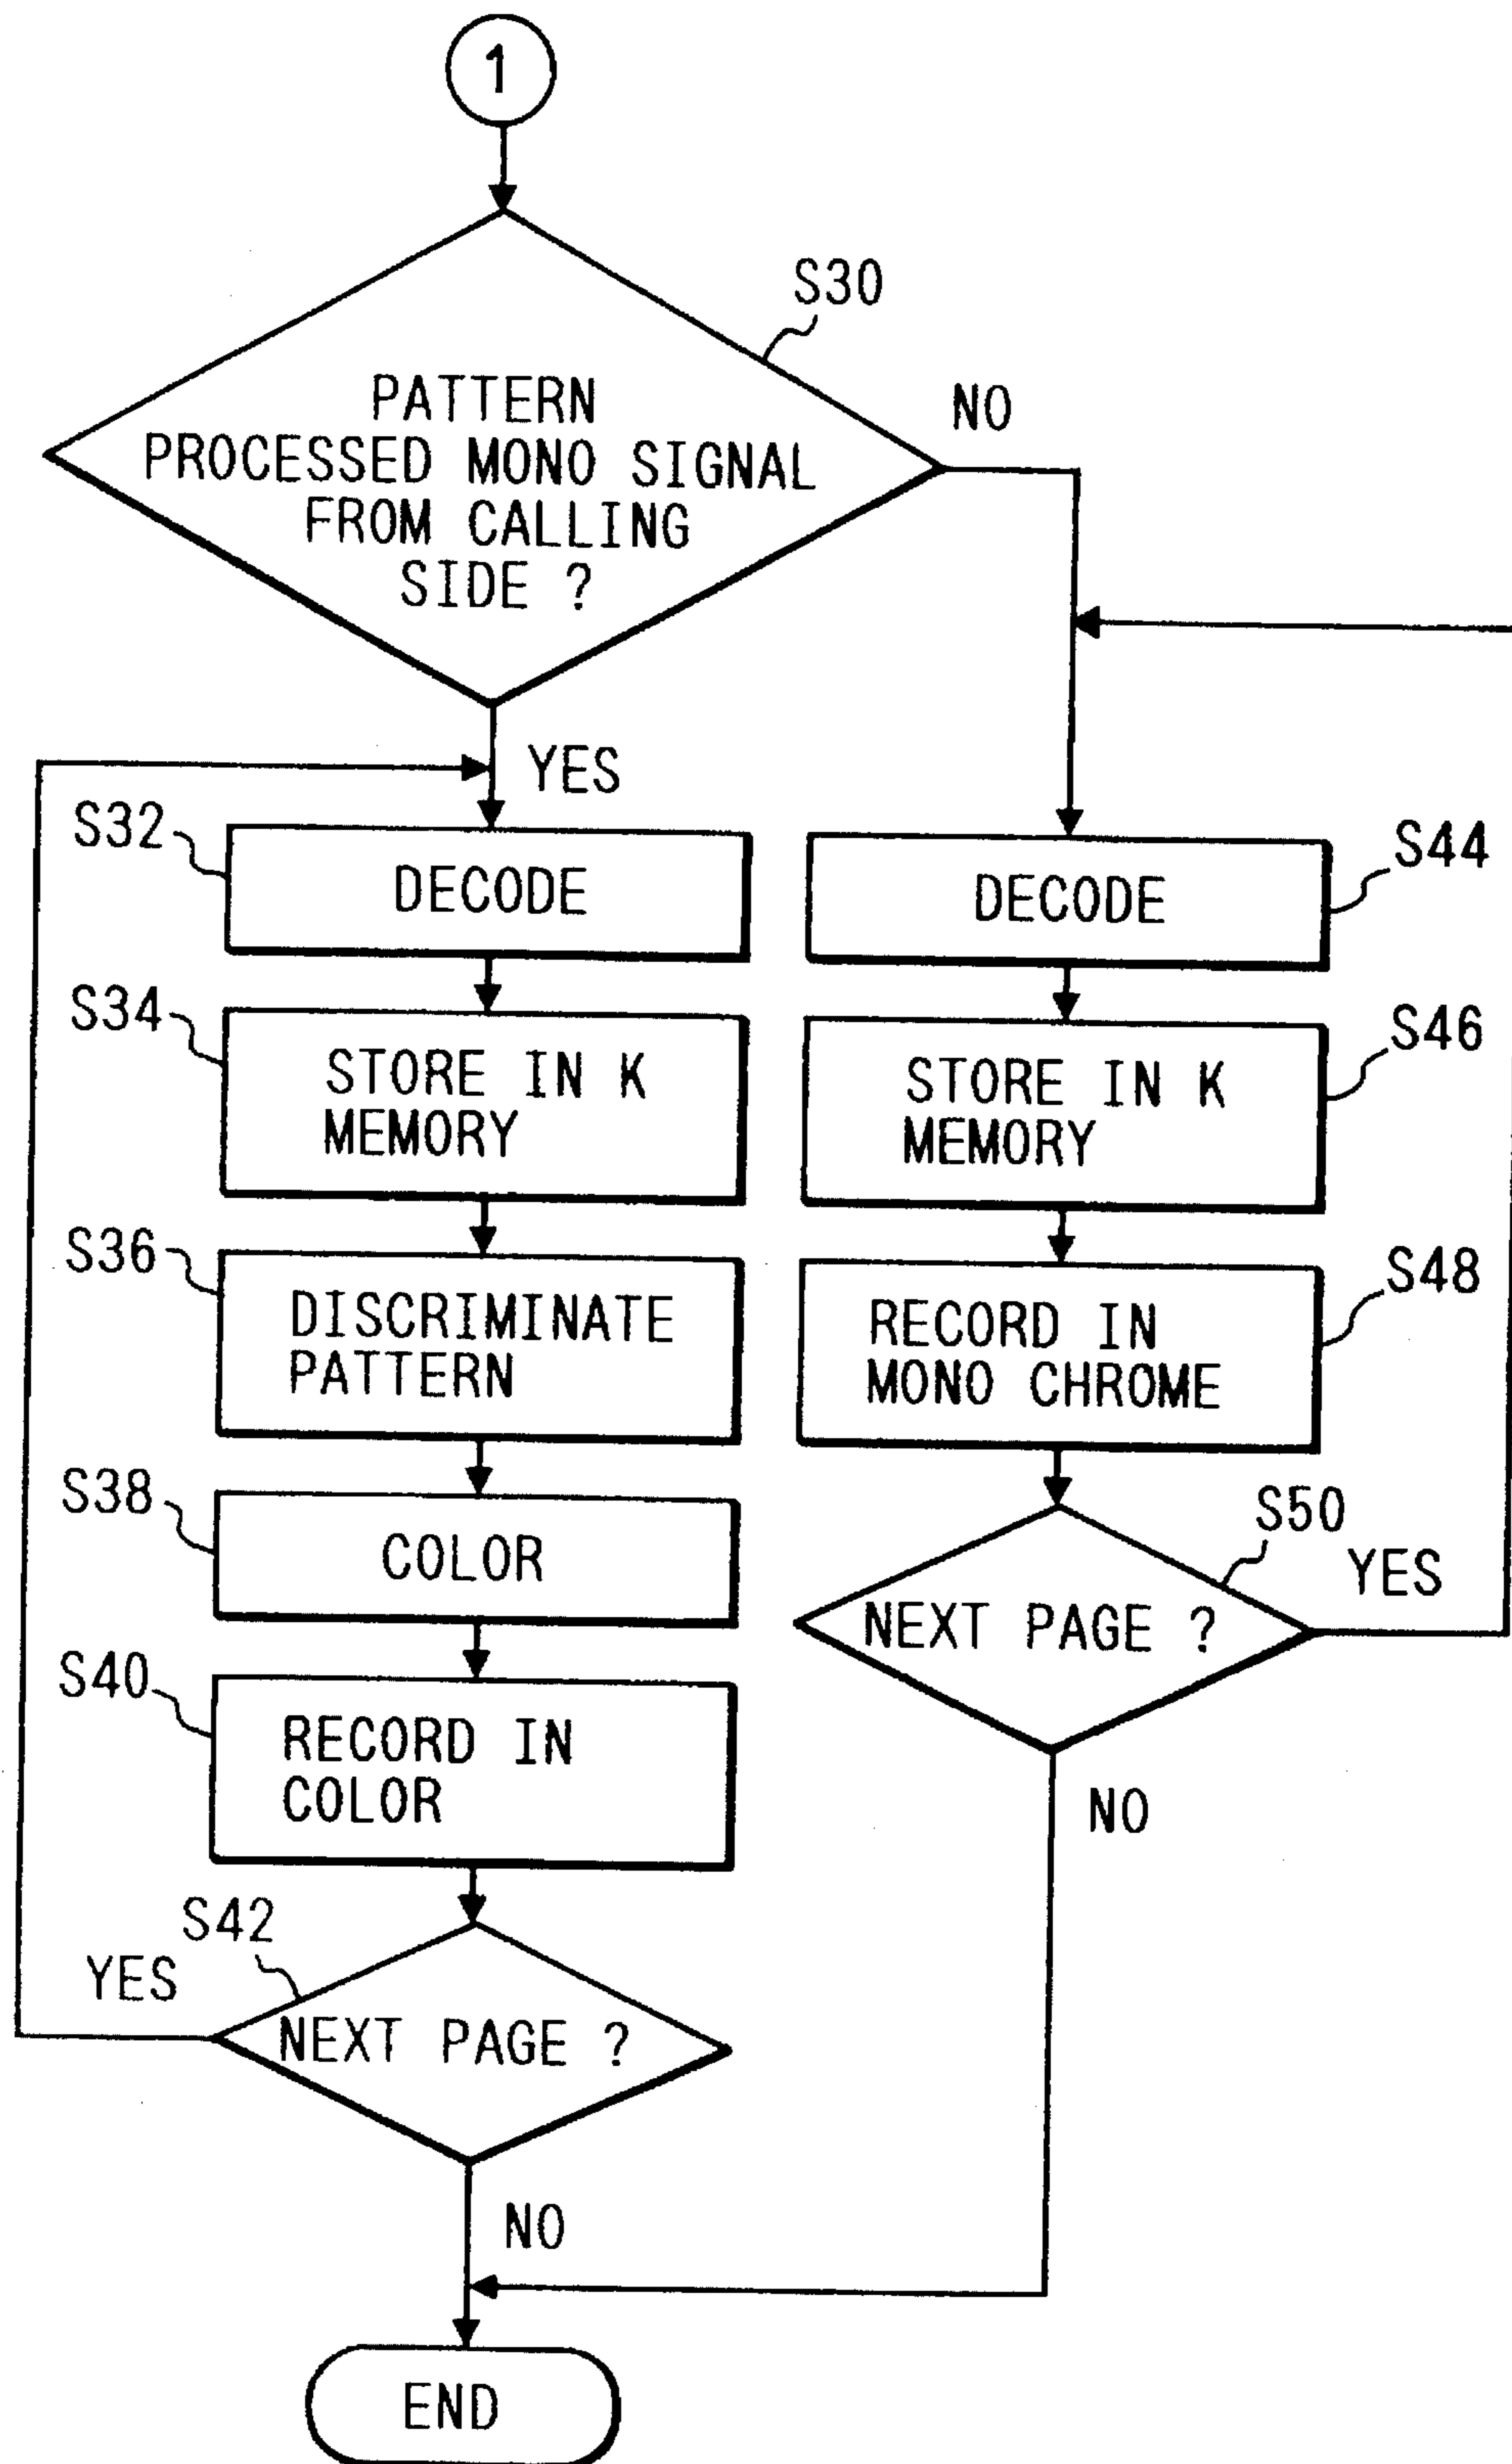 1
S30
PATTERN
PROCESSED MONO SIGNAL
FROM CALLING
SIDE ?
NO
YES
S32
DECODE
S34
STORE IN K
MEMORY
S36
DISCRIMINATE
PATTERN
S38
COLOR
S40
RECORD IN
COLOR
S42
YES
NEXT PAGE ?
NO
S44
DECODE
S46
STORE IN K
MEMORY
S48
RECORD IN
MONO CHROME
S50
YES
NEXT PAGE ?
NO
END